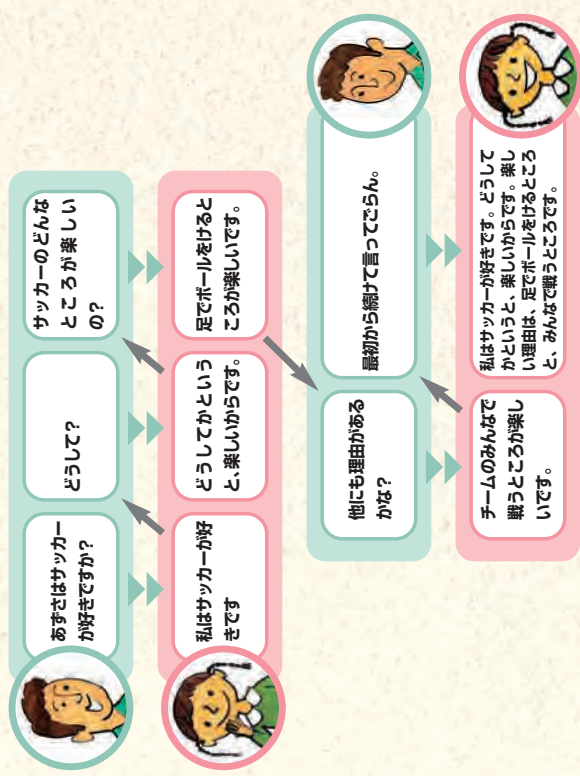 あずさはサッカー
が好きですか?
私はサッカーが好
きです
どうして?
どうしてかという
と、楽しいからです。
サッカーのどんな
ところが楽しい
の?
足でボールをけると
ころが楽しいです。
他にも理由がある
かな?
チームのみんなで
戦うところが楽し
いです。
最初から続けて言ってごらん。
私はサッカーが好きです。どうして
かというと、楽しいからです。楽し
い理由は、足でボールをけるところ
と、みんなで戦うところです。